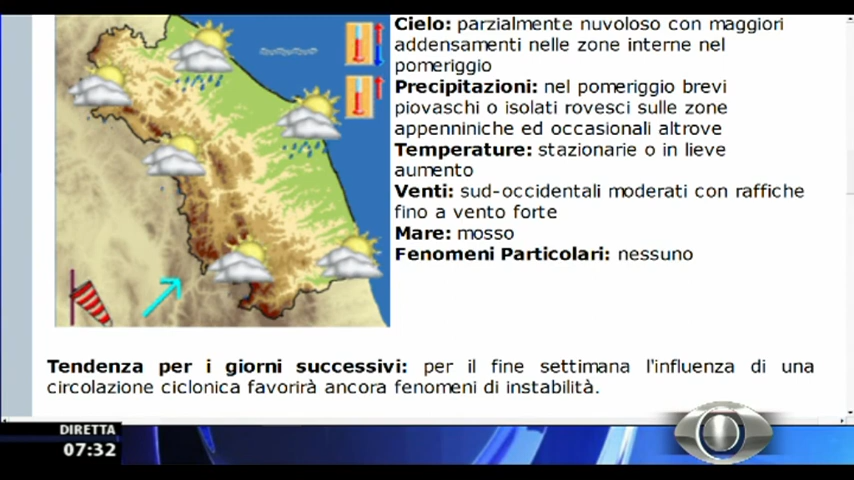 Cielo: parzialmente nuvoloso con maggiori
addensamenti nelle zone interne nel
pomeriggio
Precipitazioni: nel pomeriggio brevi
piovaschi o isolati rovesci sulle zone
appenniniche ed occasionali altrove
Temperature: stazionarie o in lieve
aumento
Venti: sud-occidentali moderati con raffiche
fino a vento forte
Mare: mosso
Fenomeni Particolari: nessuno
Tendenza per i giorni successivi: per il fine settimana l'influenza di una
circolazione ciclonica favorirà ancora fenomeni di instabilità.
DIRETTA
07:32